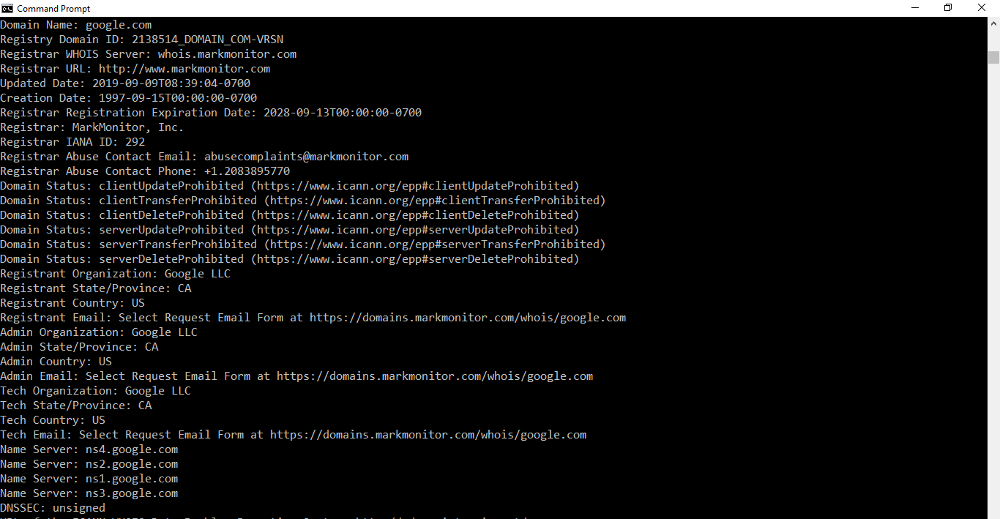 Command Prompt
Domain Name: google.com
Registry Domain ID: 2138514_DOMAIN_COM-VRSN
Registrar WHOIS Server: whois.markmonitor.com
Registrar URL: http://www.markmonitor.com
Updated Date: 2019-09-09T08:39:04-0700
Creation Date: 1997-09-15T00:00:00-0700
Registrar Registration Expiration Date: 2028-09-13T00:00:00-0700
Registrar: MarkMonitor, Inc.
Registrar IANA ID: 292
Registrar Abuse Contact Email: abusecomplaints@markmonitor.com
Registrar Abuse Contact Phone: +1.2083895770
Domain Status: clientUpdateProhibited (https://www.icann.org/epp#clientUpdateProhibited)
Domain Status: clientTransferProhibited (https://www.icann.org/epp#clientTransferProhibited)
Domain Status: clientDeleteProhibited (https://www.icann.org/epp#clientDeleteProhibited)
Domain Status: serverUpdateProhibited (https://www.icann.org/epp#serverUpdateProhibited)
Domain Status: serverTransferProhibited (https://www.icann.org/epp#serverTransferProhibited)
Domain Status: serverDeleteProhibited (https://www.icann.org/epp#serverDeleteProhibited)
Registrant Organization: Google LLC
Registrant State/Province: CA
Registrant Country: US
Registrant Email: Select Request Email Form at https://domains.markmonitor.com/whois/google.com
Admin Organization: Google LLC
Admin State/Province: CA
Admin Country: US
Admin Email: Select Request Email Form at https://domains.markmonitor.com/whois/google.com
Tech Organization: Google LLC
Tech State/Province: CA
Tech Country: US
Tech Email: Select Request Email Form at https://domains.markmonitor.com/whois/google.com
Name Server: ns4.google.com
Name Server: ns2.google.com
Name Server: ns1.google.com
Name Server: ns3.google.com
DNSSEC: unsigned